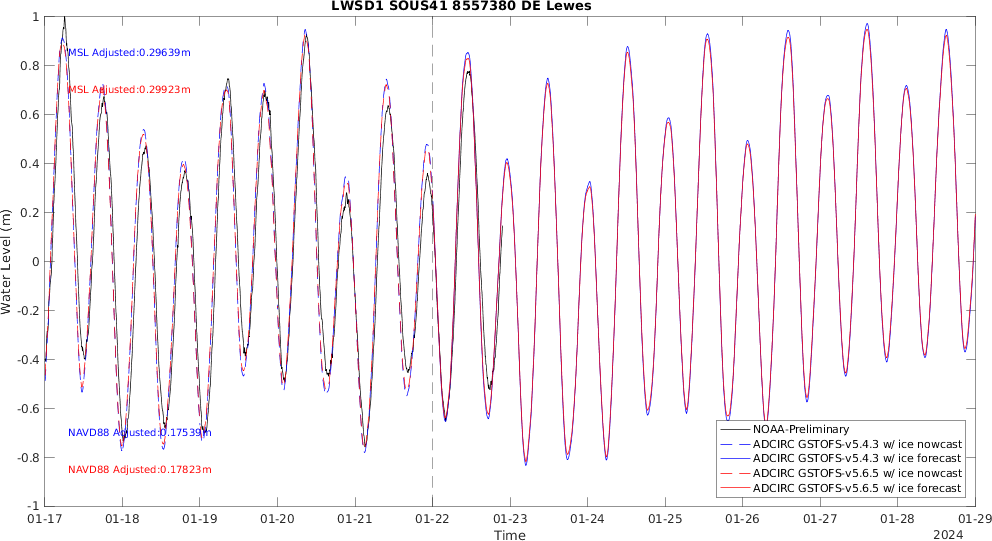 LWSD1 SOUS41 8557380 DE Lewes
1
0.8
0.6
0.4
0.2
0
-0.2
-0.4
-0.6
-0.8
-1
Water Level (m)
MSL Adjusted:0.29639m
MSL Adjusted:0.29923m
NAVD88 Adjusted:0.17539m
NAVD88 Adjusted:0.17823m
NOAA-Preliminary
ADCIRC GSTOFS-v5.4.3 w/ ice nowcast
ADCIRC GSTOFS-v5.4.3 w/ ice forecast
ADCIRC GSTOFS-v5.6.5 w/ ice nowcast
ADCIRC GSTOFS-v5.6.5 w/ ice forecast
01-17 01-18 01-19 01-20 01-21 01-22 01-23 01-24 01-25 01-26 01-27 01-28 01-29
Time
2024